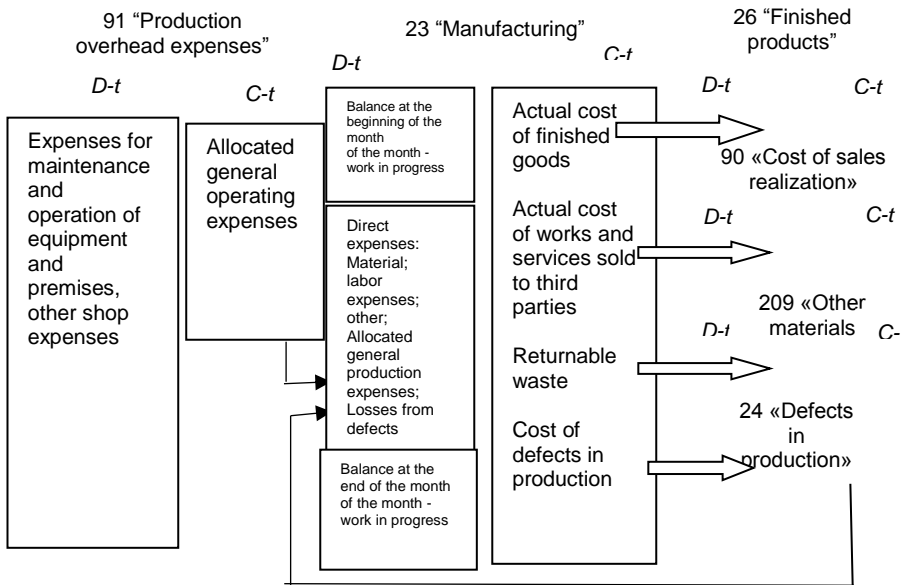 91 “Production
overhead expenses”
23 “Manufacturing”
26 “Finished
products”
D-t
C-t
D-t
C-t
D-t
C-t
Expenses for
maintenance
and
operation of
equipment
and
premises,
other shop
expenses
Allocated
general
operating
expenses
Balance at the
beginning of the
month
of the month -
work in progress
Direct
expenses:
Material;
labor
expenses;
other;
Allocated
general
production
expenses;
Losses from
defects
Balance at the
end of the month
of the month -
work in progress
Actual cost
of finished
goods
Actual cost
of works and
services sold
to third
parties
Returnable
waste
Cost of
defects in
production
90 «Cost of sales
realization»
D-t
C-t
209 «Other
materials
D-t
C-
24 «Defects
in
production»